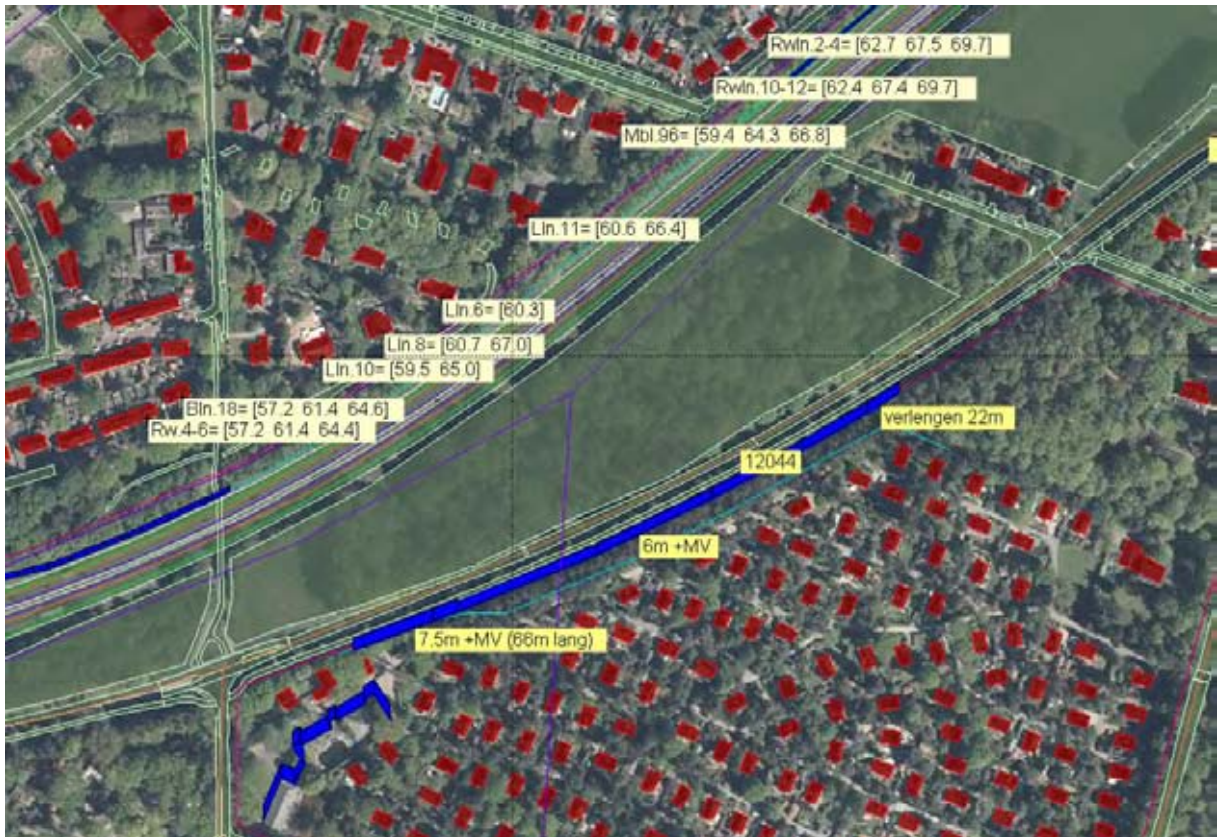 Rwln.2-4= [62.7 67.5 69.7]
Rwln.10-12= [62.4 67.4 69.7]
Mbl.96= [59.4 64.3 66.8]
Lln.11= [60.6 66.4]
Lln.6= [60.3]
Lln.8= [60.7 67.0]
Lln.10= [59.5 65.0]
Bln.18= [57.2 61.4 64.6]
Rw.4-6= [57.2 61.4 64.4]
verlengen 22m
12044
6m +MV
7.5m +MV (66m lang)